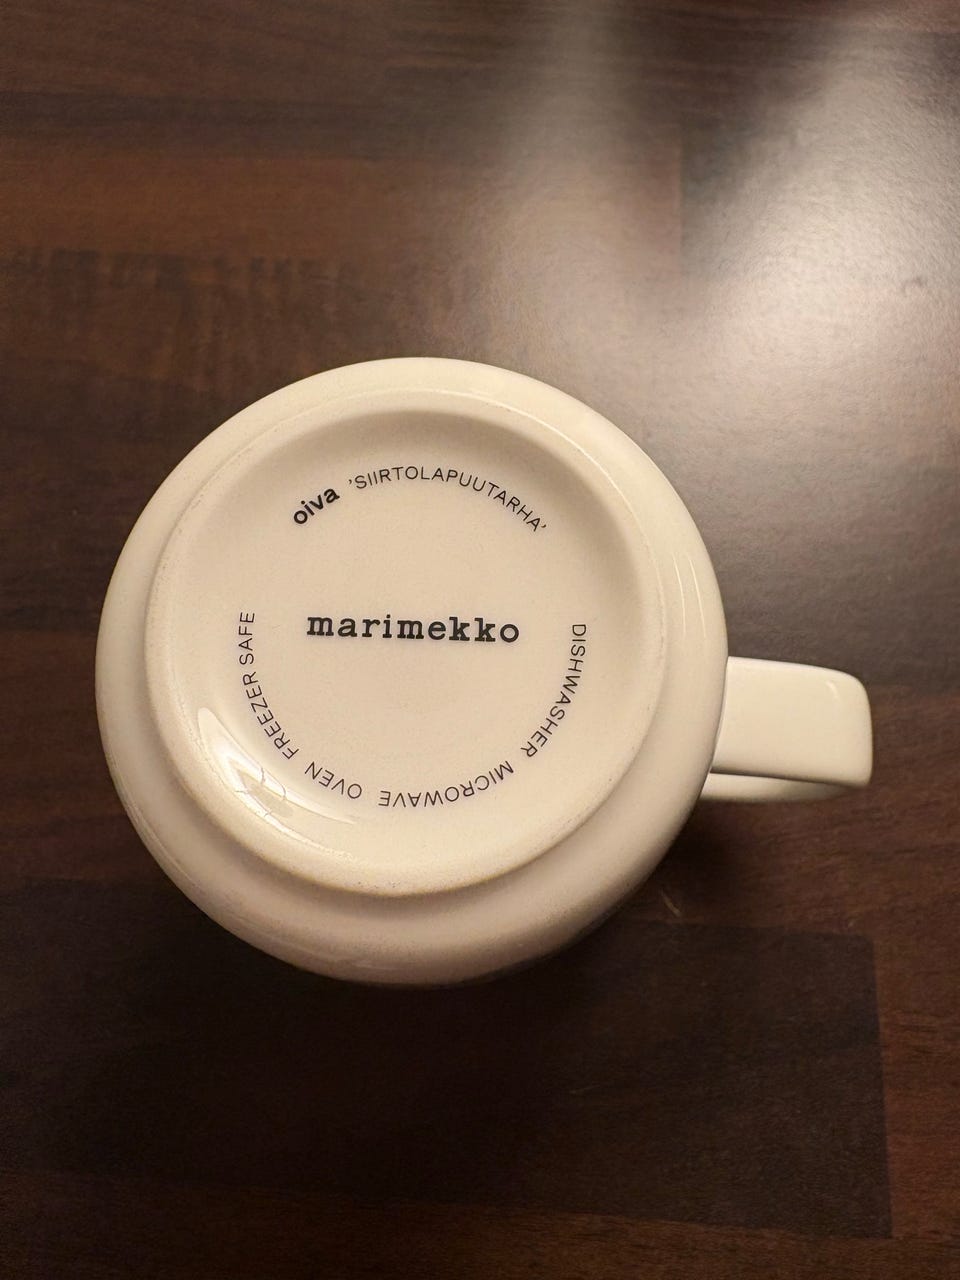 oiva 'SIIRTOLAPUUTARHA'
marimekko
DISHWASHER MICROWAVE OVEN FREEZER SAFE